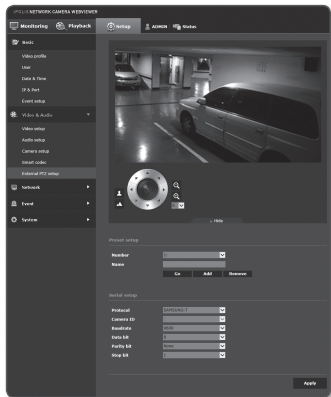 iPOLiS NETWORK CAMERA WEBVIEWER
Monitoring
Playback
Setup
ADMIN
Status
Basic
Video profile
User
Date & Time
IP & Port
Event setup
Video & Audio
Video setup
Audio setup
Camera setup
Smart codec
External PTZ setup
Network
Event
System
Hide
Preset setup
Number
Name
Go
Add
Remove
Serial setup
Protocol
SAMSUNG-T
Camera ID
Baudrate
9600
Data bit
8
Parity bit
None
Stop bit
Apply